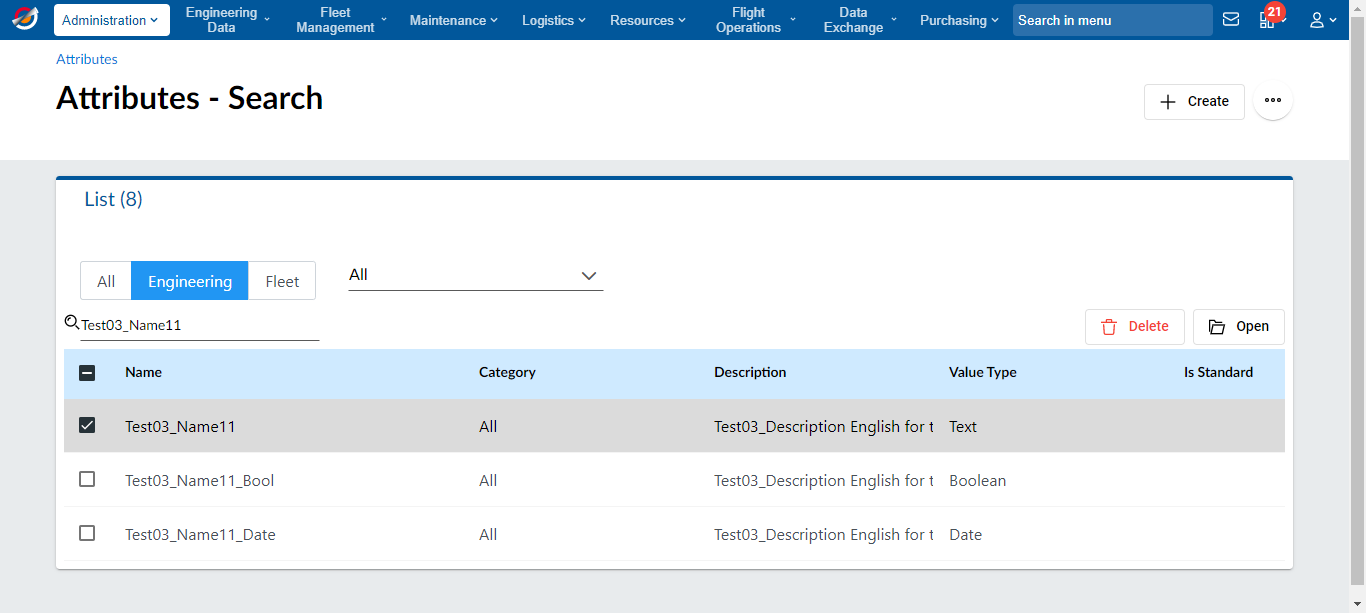 Administration
Engineering Data
Fleet Management
Maintenance
Logistics
Resources
Flight Operations
Data Exchange
Purchasing
Search in menu
21
Attributes
Attributes - Search
Create
List (8)
All
Engineering
Fleet
All
Test03_Name11
Delete
Open
Name Category Description Value Type Is Standard
Test03_Name11 All Test03_Description English for t Text
Test03_Name11_Bool All Test03_Description English for t Boolean
Test03_Name11_Date All Test03_Description English for t Date